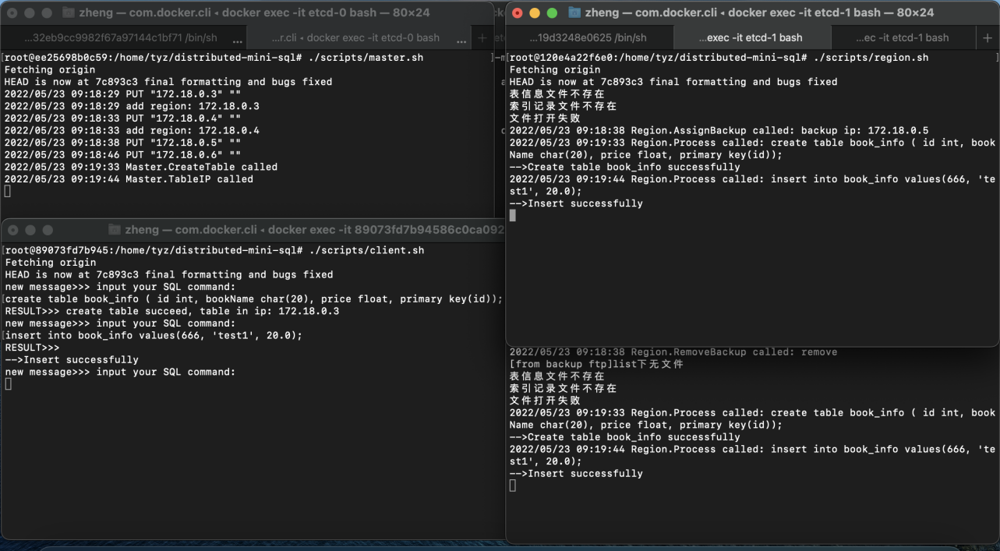 zheng — com.docker.cli ◂ docker exec -it etcd-0 bash — 80×24
...32eb9cc9982f67a97144c1bf71 /bin/sh ...
...r.cli ◂ docker exec -it etcd-0 bash ...
[root@ee25698b0c59:/home/tyz/distributed-mini-sql# ./scripts/master.sh ]
Fetching origin
HEAD is now at 7c893c3 final formatting and bugs fixed
2022/05/23 09:18:29 PUT "172.18.0.3" ""
2022/05/23 09:18:29 add region: 172.18.0.3
2022/05/23 09:18:33 PUT "172.18.0.4" ""
2022/05/23 09:18:33 add region: 172.18.0.4
2022/05/23 09:18:38 PUT "172.18.0.5" ""
2022/05/23 09:18:46 PUT "172.18.0.6" ""
2022/05/23 09:19:33 Master.CreateTable called
2022/05/23 09:19:44 Master.TableIP called
zheng — com.docker.cli ◂ docker exec -it 89073fd7b94586c0ca092
[root@89073fd7b945:/home/tyz/distributed-mini-sql# ./scripts/client.sh
Fetching origin
HEAD is now at 7c893c3 final formatting and bugs fixed
new message>>> input your SQL command:
[create table book_info ( id int, bookName char(20), price float, primary key(id));
RESULT>>> create table succeed, table in ip: 172.18.0.3
new message>>> input your SQL command:
[insert into book_info values(666, 'test1', 20.0);
RESULT>>>
-->Insert successfully
new message>>> input your SQL command:
zheng — com.docker.cli ◂ docker exec -it etcd-1 bash — 80×24
...19d3248e0625 /bin/sh
...exec -it etcd-1 bash
...ec -it etcd-1 bash
[root@120e4a22f6e0:/home/tyz/distributed-mini-sql# ./scripts/region.sh ]
Fetching origin
HEAD is now at 7c893c3 final formatting and bugs fixed
表信息文件不存在
索引记录文件不存在
文件打开失败
2022/05/23 09:18:38 Region.AssignBackup called: backup ip: 172.18.0.5
2022/05/23 09:19:33 Region.Process called: create table book_info ( id int, book
Name char(20), price float, primary key(id));
-->Create table book_info successfully
2022/05/23 09:19:44 Region.Process called: insert into book_info values(666, 'te
st1', 20.0);
-->Insert successfully
2022/05/23 09:18:38 Region.RemoveBackup called: remove
[from backup ftp]list下无文件
表信息文件不存在
索引记录文件不存在
文件打开失败
2022/05/23 09:19:33 Region.Process called: create table book_info ( id int, book
Name char(20), price float, primary key(id));
-->Create table book_info successfully
2022/05/23 09:19:44 Region.Process called: insert into book_info values(666, 'te
st1', 20.0);
-->Insert successfully